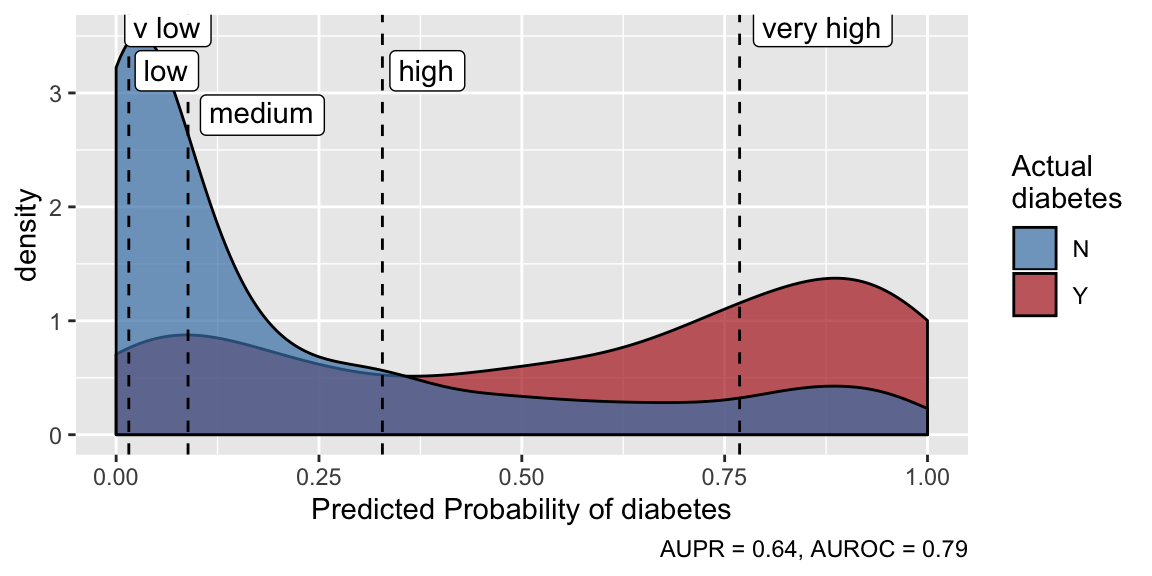 v low
very high
low
high
medium
3
2
1
0
density
0.00
0.25
0.50
0.75
1.00
Predicted Probability of diabetes
AUPR = 0.64, AUROC = 0.79
Actual
diabetes
N
Y